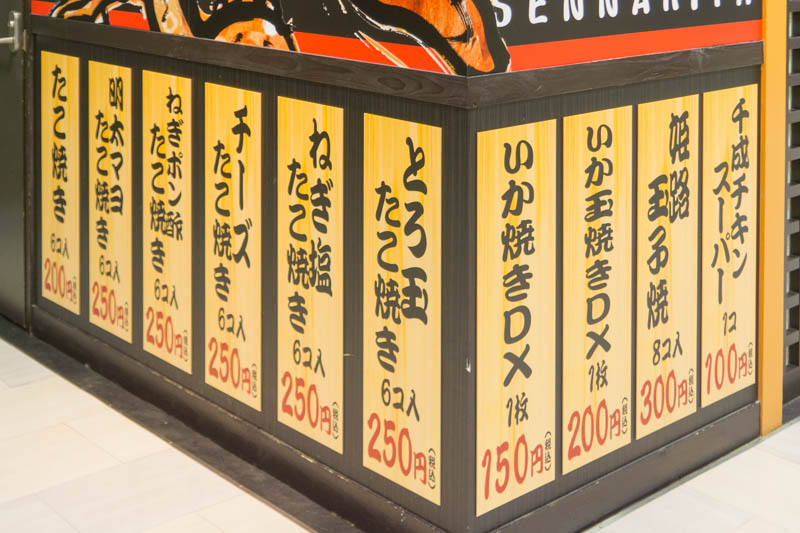 SENNARIYA
たこ焼き
6コ入
200円(税込)
明太マヨ
たこ焼き
6コ入
250円(税込)
ねぎポン酢
たこ焼き
6コ入
250円(税込)
チーズ
たこ焼き
6コ入
250円(税込)
ねぎ塩
たこ焼き
6コ入
250円(税込)
とろ玉
たこ焼き
6コ入
250円(税込)
いか焼きDX
1枚
150円(税込)
いか玉焼きDX
1枚
200円(税込)
姫路
玉子焼
8コ入
300円(税込)
千成チキン
スーパー
1コ
100円(税込)